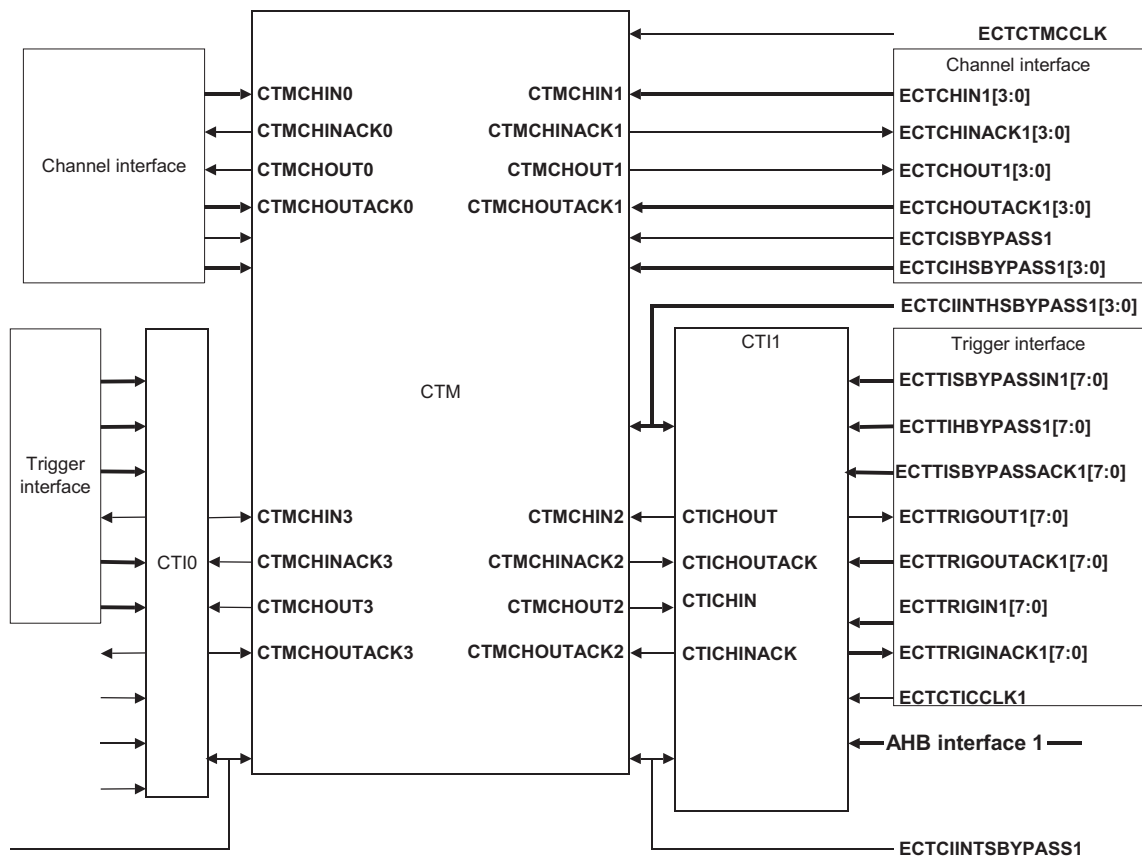 ECTCTMCCLK
Channel interface
CTMCHIN0
CTMCHIN1
ECTCHIN1[3:0]
CTMCHINACK0
CTMCHINACK1
ECTCHINACK1[3:0]
Channel interface
CTMCHOUT0
CTMCHOUT1
ECTCHOUT1[3:0]
CTMCHOUTACK0
CTMCHOUTACK1
ECTCHOUTACK1[3:0]
ECTCISBYPASS1
ECTCIHSBYPASS1[3:0]
ECTCIINTHSBYPASS1[3:0]
CTI1
Trigger interface
ECTTISBYPASSIN1[7:0]
CTM
ECTTIHBYPASS1[7:0]
Trigger
interface
ECTTISBYPASSACK1[7:0]
CTMCHIN3
CTMCHIN2
CTICHOUT
ECTTRIGOUT1[7:0]
CTI0
CTMCHINACK3
CTMCHINACK2
CTICHOUTACK
ECTTRIGOUTACK1[7:0]
CTMCHOUT3
CTMCHOUT2
CTICHIN
ECTTRIGIN1[7:0]
CTMCHOUTACK3
CTMCHOUTACK2
CTICHINACK
ECTTRIGINACK1[7:0]
ECTCTICCLK1
AHB interface 1
ECTCIINTSBYPASS1